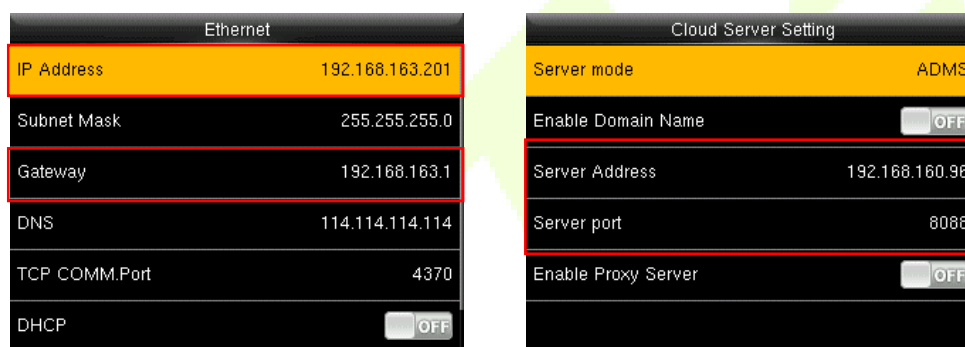 Ethernet
IP Address 192.168.163.201
Subnet Mask 255.255.255.0
Gateway 192.168.163.1
DNS 114.114.114.114
TCP COMM.Port 4370
DHCP OFF
Cloud Server Setting
Server mode ADMS
Enable Domain Name OFF
Server Address 192.168.160.96
Server port 8088
Enable Proxy Server OFF